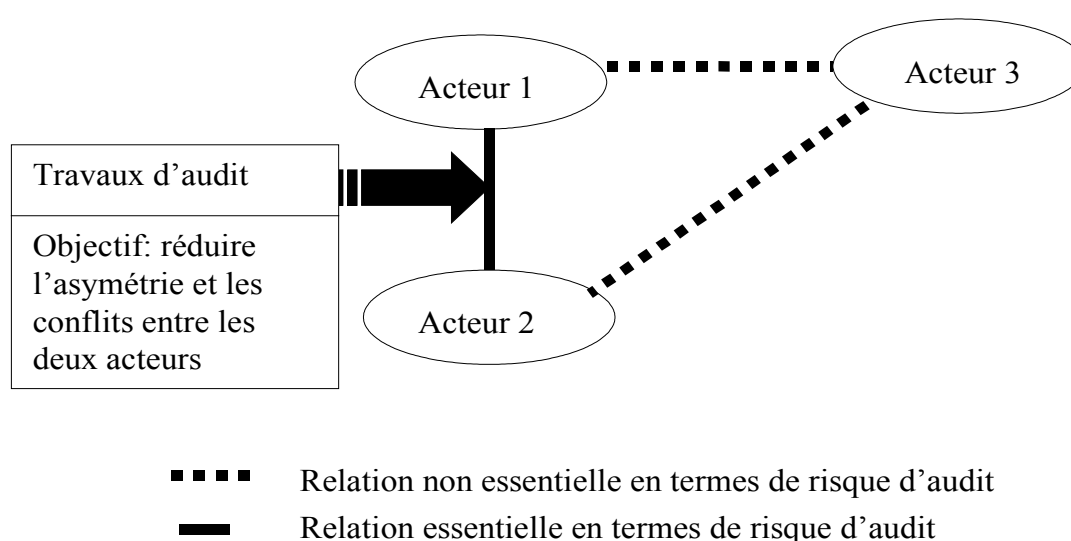 Acteur 1
Acteur 3
Travaux d’audit
Objectif: réduire
l’asymétrie et les
conflits entre les
deux acteurs
Acteur 2
Relation non essentielle en termes de risque d’audit
Relation essentielle en termes de risque d’audit